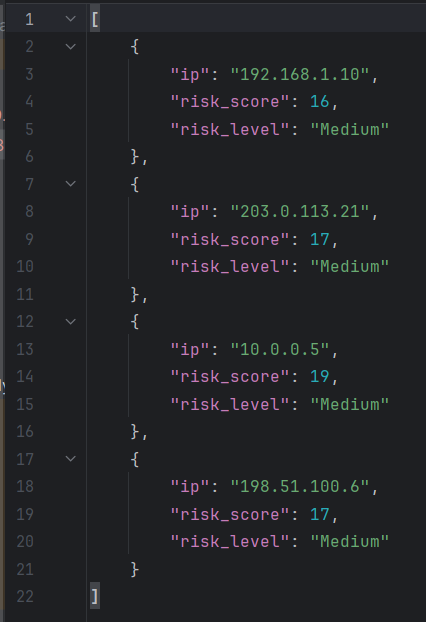 1 [
2 {
3 "ip": "192.168.1.10",
4 "risk_score": 16,
5 "risk_level": "Medium"
6 },
7 {
8 "ip": "203.0.113.21",
9 "risk_score": 17,
10 "risk_level": "Medium"
11 },
12 {
13 "ip": "10.0.0.5",
14 "risk_score": 19,
15 "risk_level": "Medium"
16 },
17 {
18 "ip": "198.51.100.6",
19 "risk_score": 17,
20 "risk_level": "Medium"
21 }
22 ]